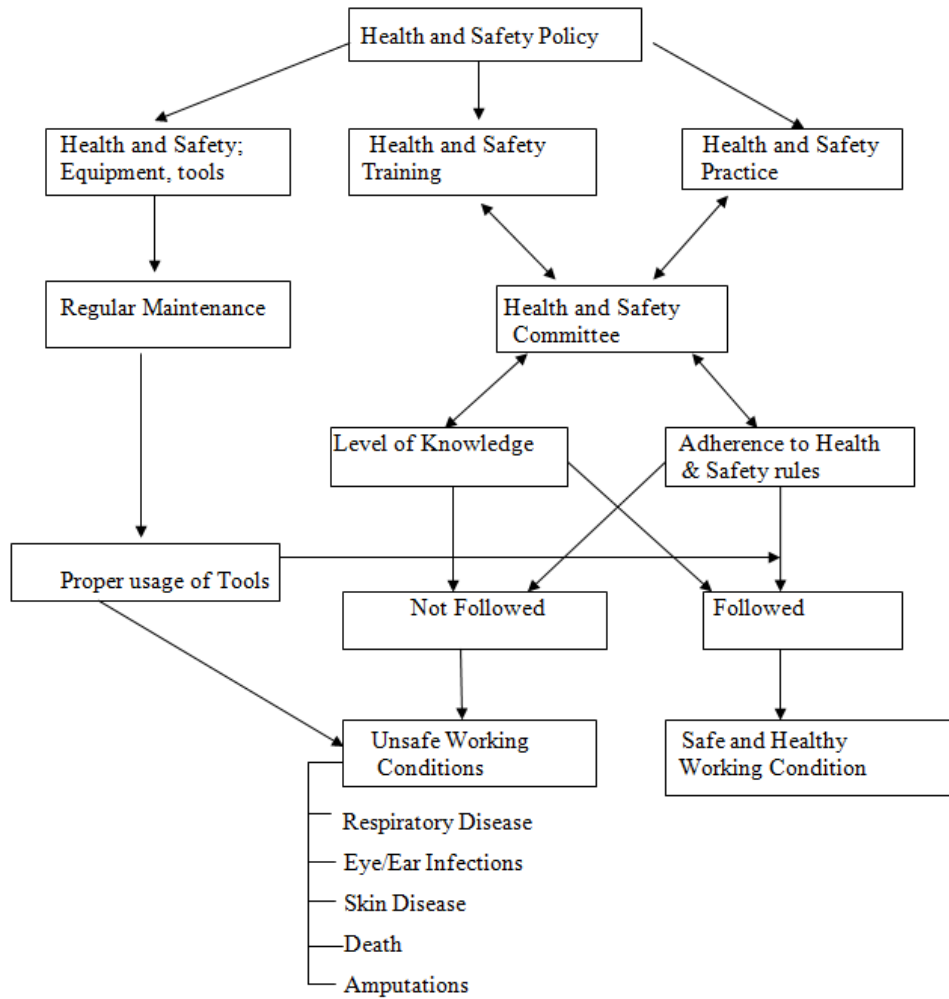 Health and Safety Policy
Health and Safety;
Equipment, tools
Health and Safety
Training
Health and Safety
Practice
Regular Maintenance
Health and Safety
Committee
Level of Knowledge
Adherence to Health
& Safety rules
Proper usage of Tools
Not Followed
Followed
Unsafe Working
Conditions
Safe and Healthy
Working Condition
Respiratory Disease
Eye/Ear Infections
Skin Disease
Death
Amputations